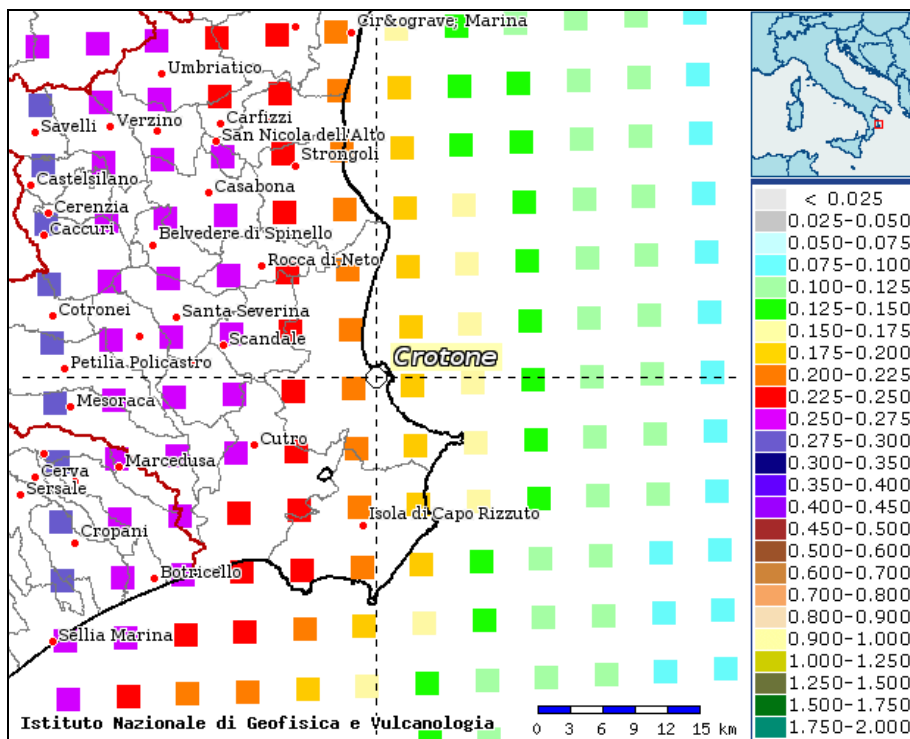 Cir&ograve; Marina
Umbriatico
Savelli
Verzino
Carfizzi
San Nicola dell'Alto
Strongoli
Castelsilano
Casabona
Cerenzia
Caccuri
Belvedere di Spinello
Rocca di Neto
Cotronei
Santa Severina
Scandale
Petilia Policastro
Crotone
Mesoraca
Cutro
Cerva
Marcedusa
Sersale
Isola di Capo Rizzuto
Cropani
Botricello
Sellia Marina
Istituto Nazionale di Geofisica e Vulcanologia
0 3 6 9 12 15 km
< 0.025
0.025-0.050
0.050-0.075
0.075-0.100
0.100-0.125
0.125-0.150
0.150-0.175
0.175-0.200
0.200-0.225
0.225-0.250
0.250-0.275
0.275-0.300
0.300-0.350
0.350-0.400
0.400-0.450
0.450-0.500
0.500-0.600
0.600-0.700
0.700-0.800
0.800-0.900
0.900-1.000
1.000-1.250
1.250-1.500
1.500-1.750
1.750-2.000